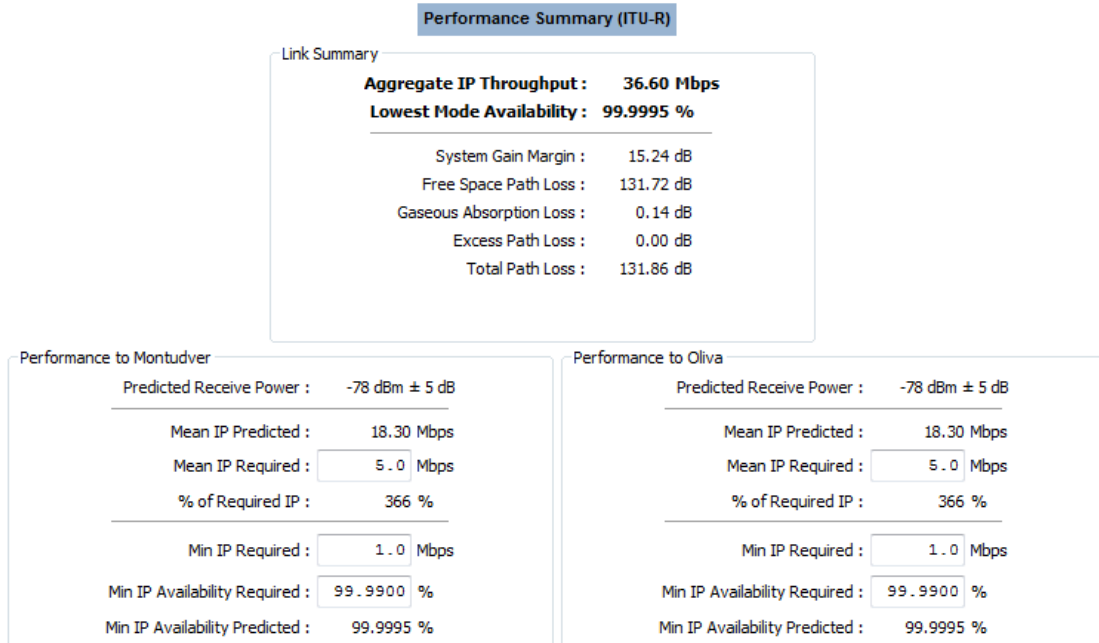 Performance Summary (ITU-R)
Link Summary
Aggregate IP Throughput : 36.60 Mbps
Lowest Mode Availability : 99.9995 %
System Gain Margin : 15.24 dB
Free Space Path Loss : 131.72 dB
Gaseous Absorption Loss : 0.14 dB
Excess Path Loss : 0.00 dB
Total Path Loss : 131.86 dB
Performance to Montudver
Predicted Receive Power : -78 dBm ± 5 dB
Mean IP Predicted : 18.30 Mbps
Mean IP Required : 5.0 Mbps
% of Required IP : 366 %
Min IP Required : 1.0 Mbps
Min IP Availability Required : 99.9900 %
Min IP Availability Predicted : 99.9995 %
Performance to Oliva
Predicted Receive Power : -78 dBm ± 5 dB
Mean IP Predicted : 18.30 Mbps
Mean IP Required : 5.0 Mbps
% of Required IP : 366 %
Min IP Required : 1.0 Mbps
Min IP Availability Required : 99.9900 %
Min IP Availability Predicted : 99.9995 %